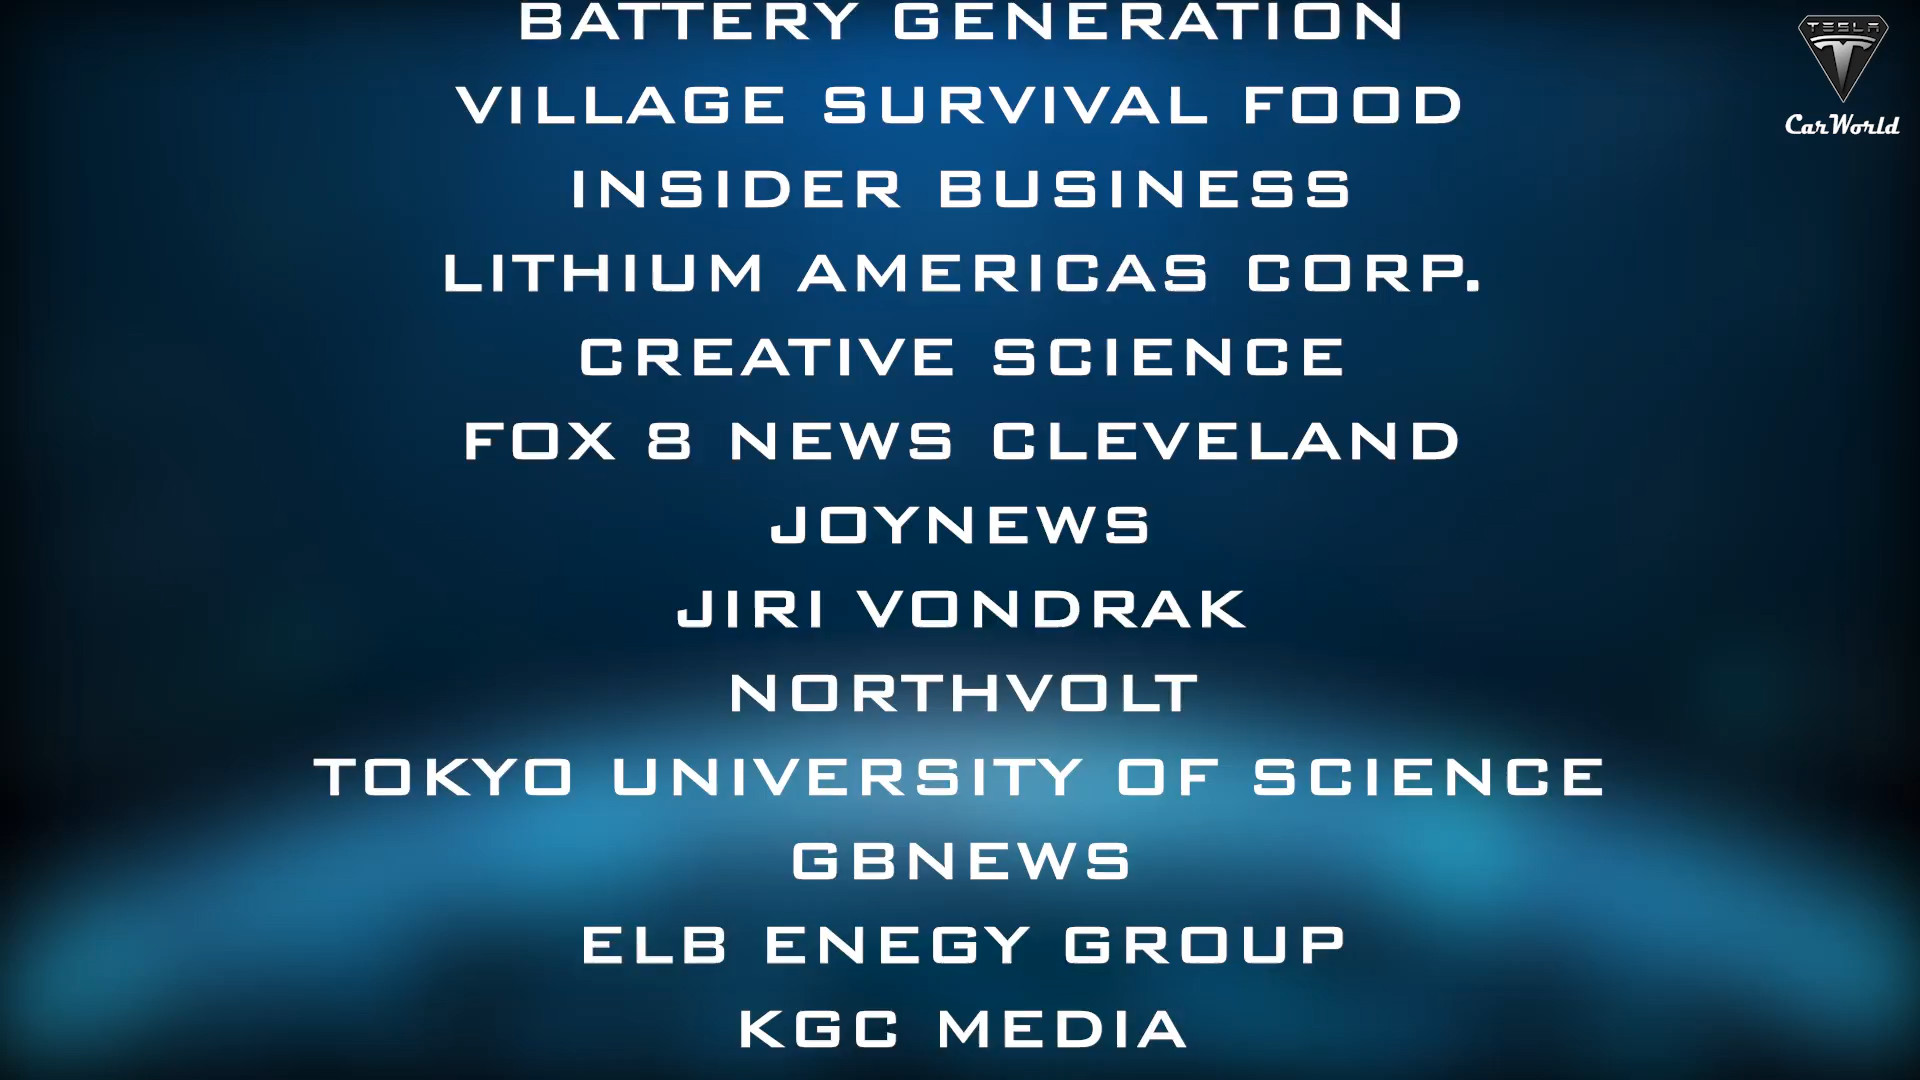 BATTERY GENERATION
TESLA
CarWorld
VILLAGE SURVIVAL FOOD
INSIDER BUSINESS
LITHIUM AMERICAS CORP.
CREATIVE SCIENCE
FOX 8 NEWS CLEVELAND
JOYNEWS
JIRI VONDRAK
NORTHVOLT
TOKYO UNIVERSITY OF SCIENCE
GBNEWS
ELB ENEGY GROUP
KGC MEDIA